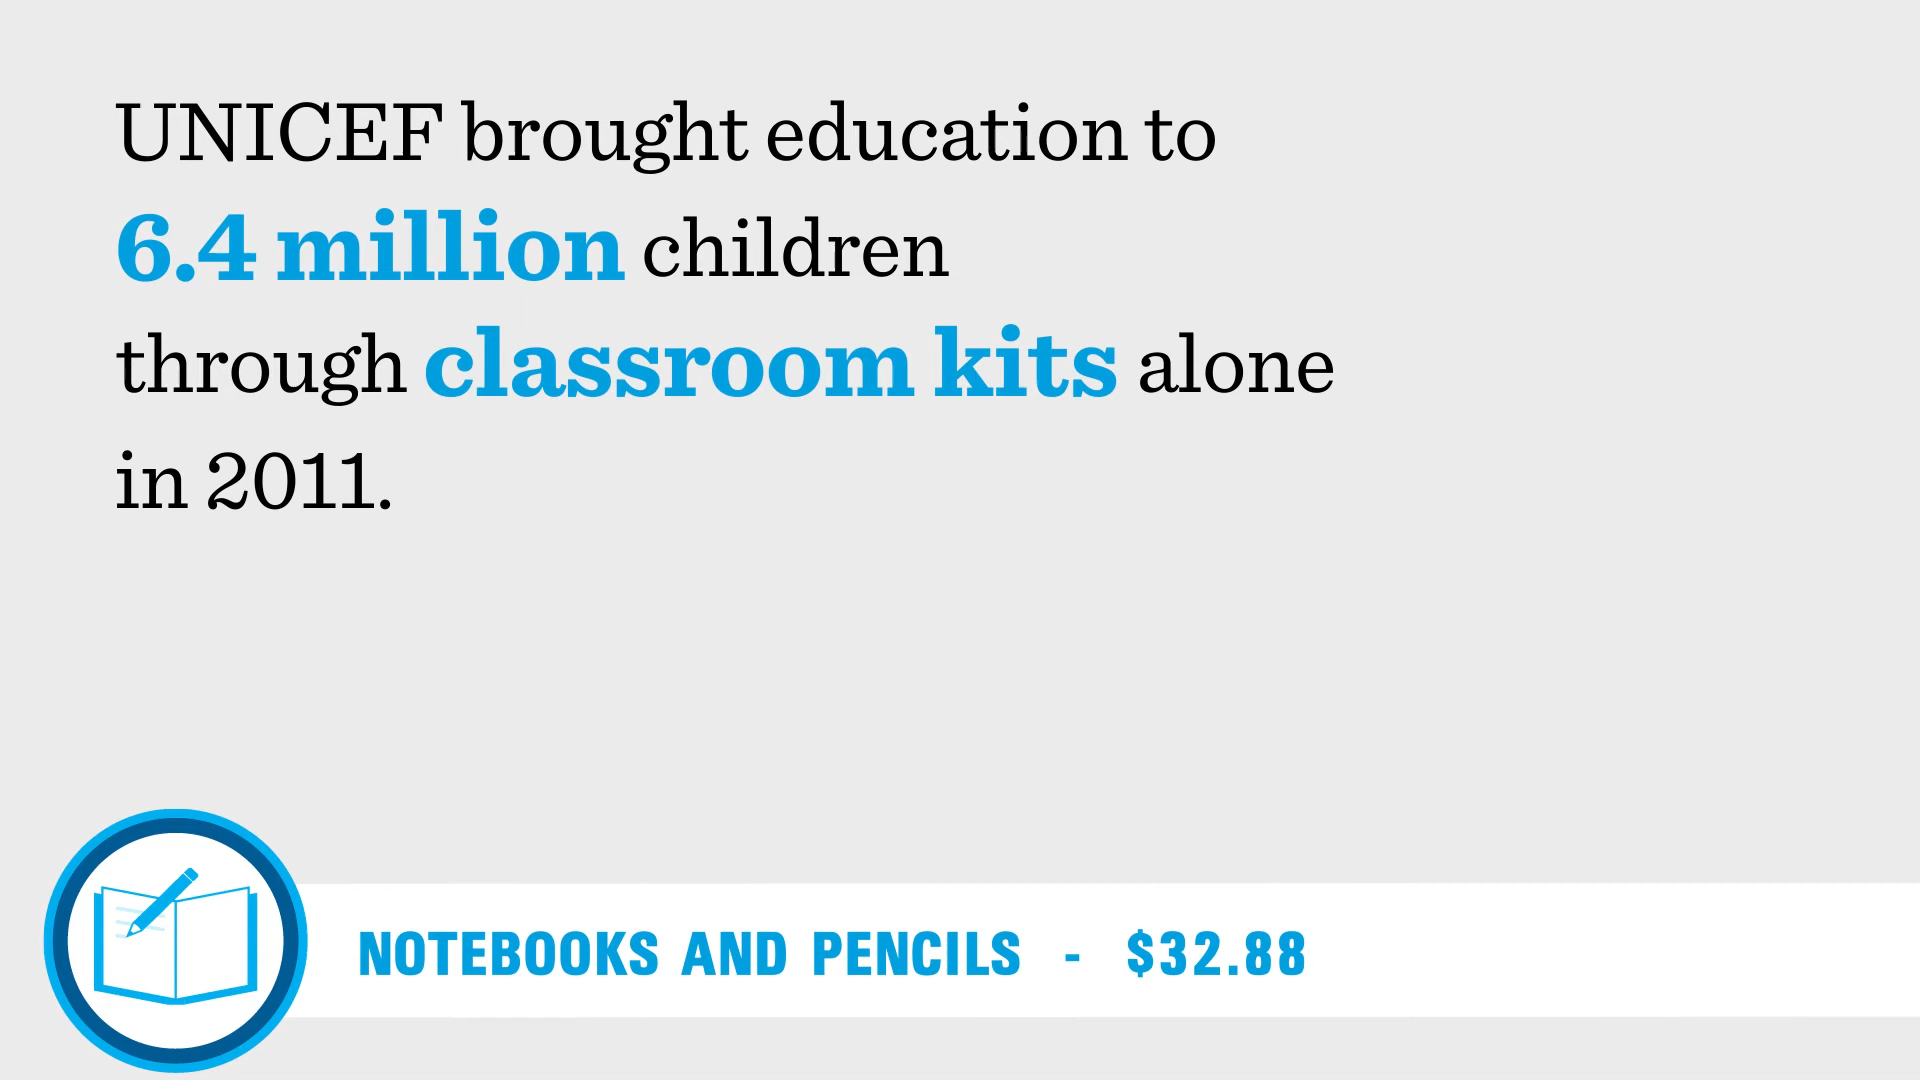 UNICEF brought education to
6.4 million children
through classroom kits alone
in 2011.
NOTEBOOKS AND PENCILS - $32.88